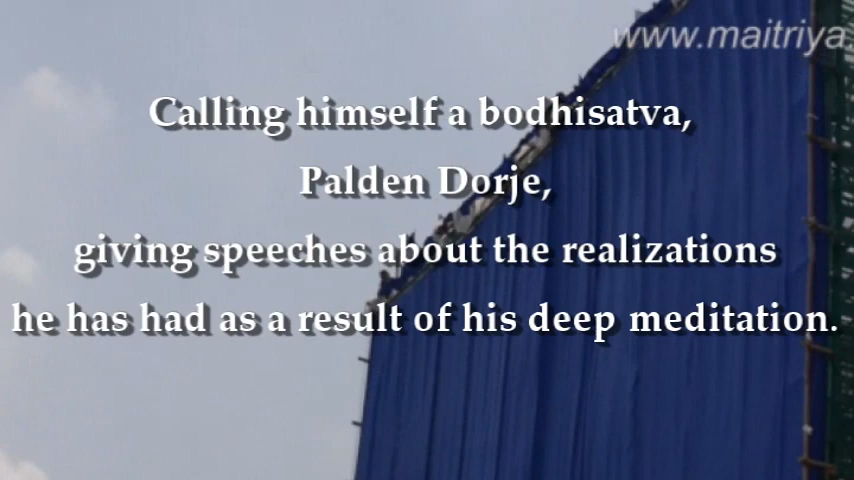 www.maitriya.
Calling himself a bodhisatva,
Palden Dorje,
giving speeches about the realizations
he has had as a result of his deep meditation.